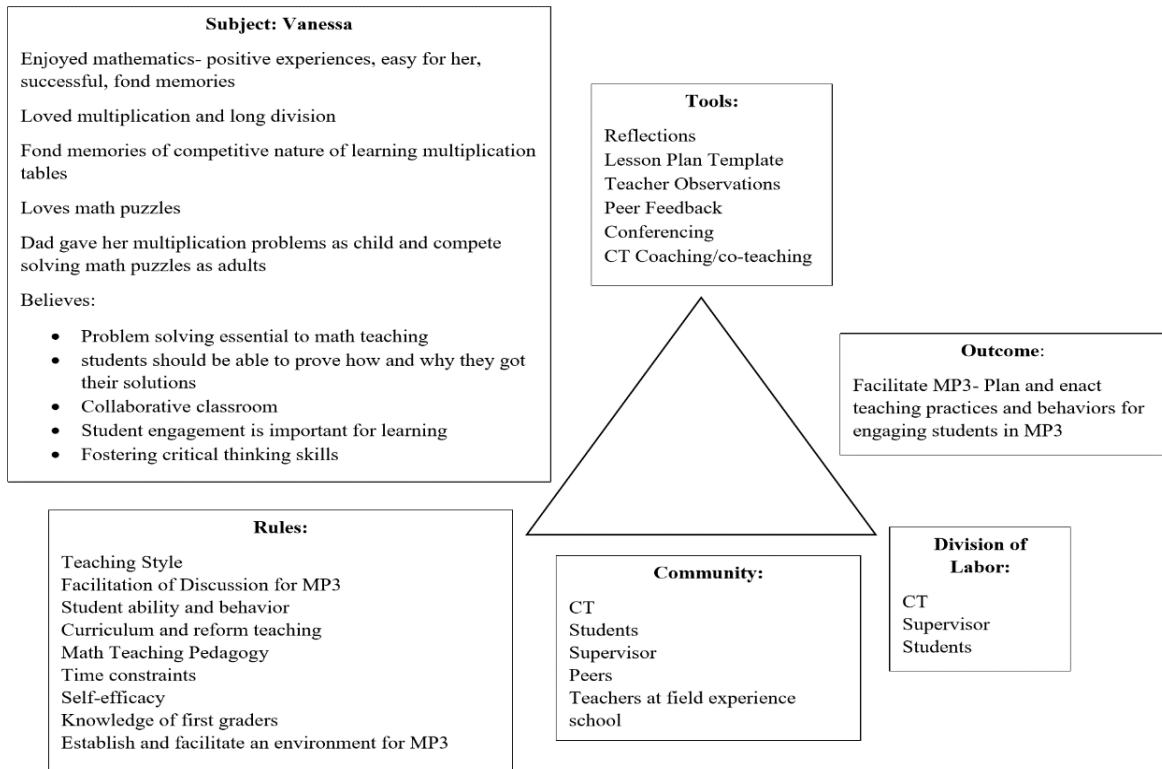 Subject: Vanessa
Enjoyed mathematics- positive experiences, easy for her,
successful, fond memories
Loved multiplication and long division
Fond memories of competitive nature of learning multiplication
tables
Loves math puzzles
Dad gave her multiplication problems as child and compete
solving math puzzles as adults
Believes:
• Problem solving essential to math teaching
• students should be able to prove how and why they got
their solutions
• Collaborative classroom
• Student engagement is important for learning
• Fostering critical thinking skills
Tools:
Reflections
Lesson Plan Template
Teacher Observations
Peer Feedback
Conferencing
CT Coaching/co-teaching
Outcome:
Facilitate MP3- Plan and enact
teaching practices and behaviors for
engaging students in MP3
Rules:
Teaching Style
Facilitation of Discussion for MP3
Student ability and behavior
Curriculum and reform teaching
Math Teaching Pedagogy
Time constraints
Self-efficacy
Knowledge of first graders
Establish and facilitate an environment for MP3
Community:
CT
Students
Supervisor
Peers
Teachers at field experience
school
Division of
Labor:
CT
Supervisor
Students